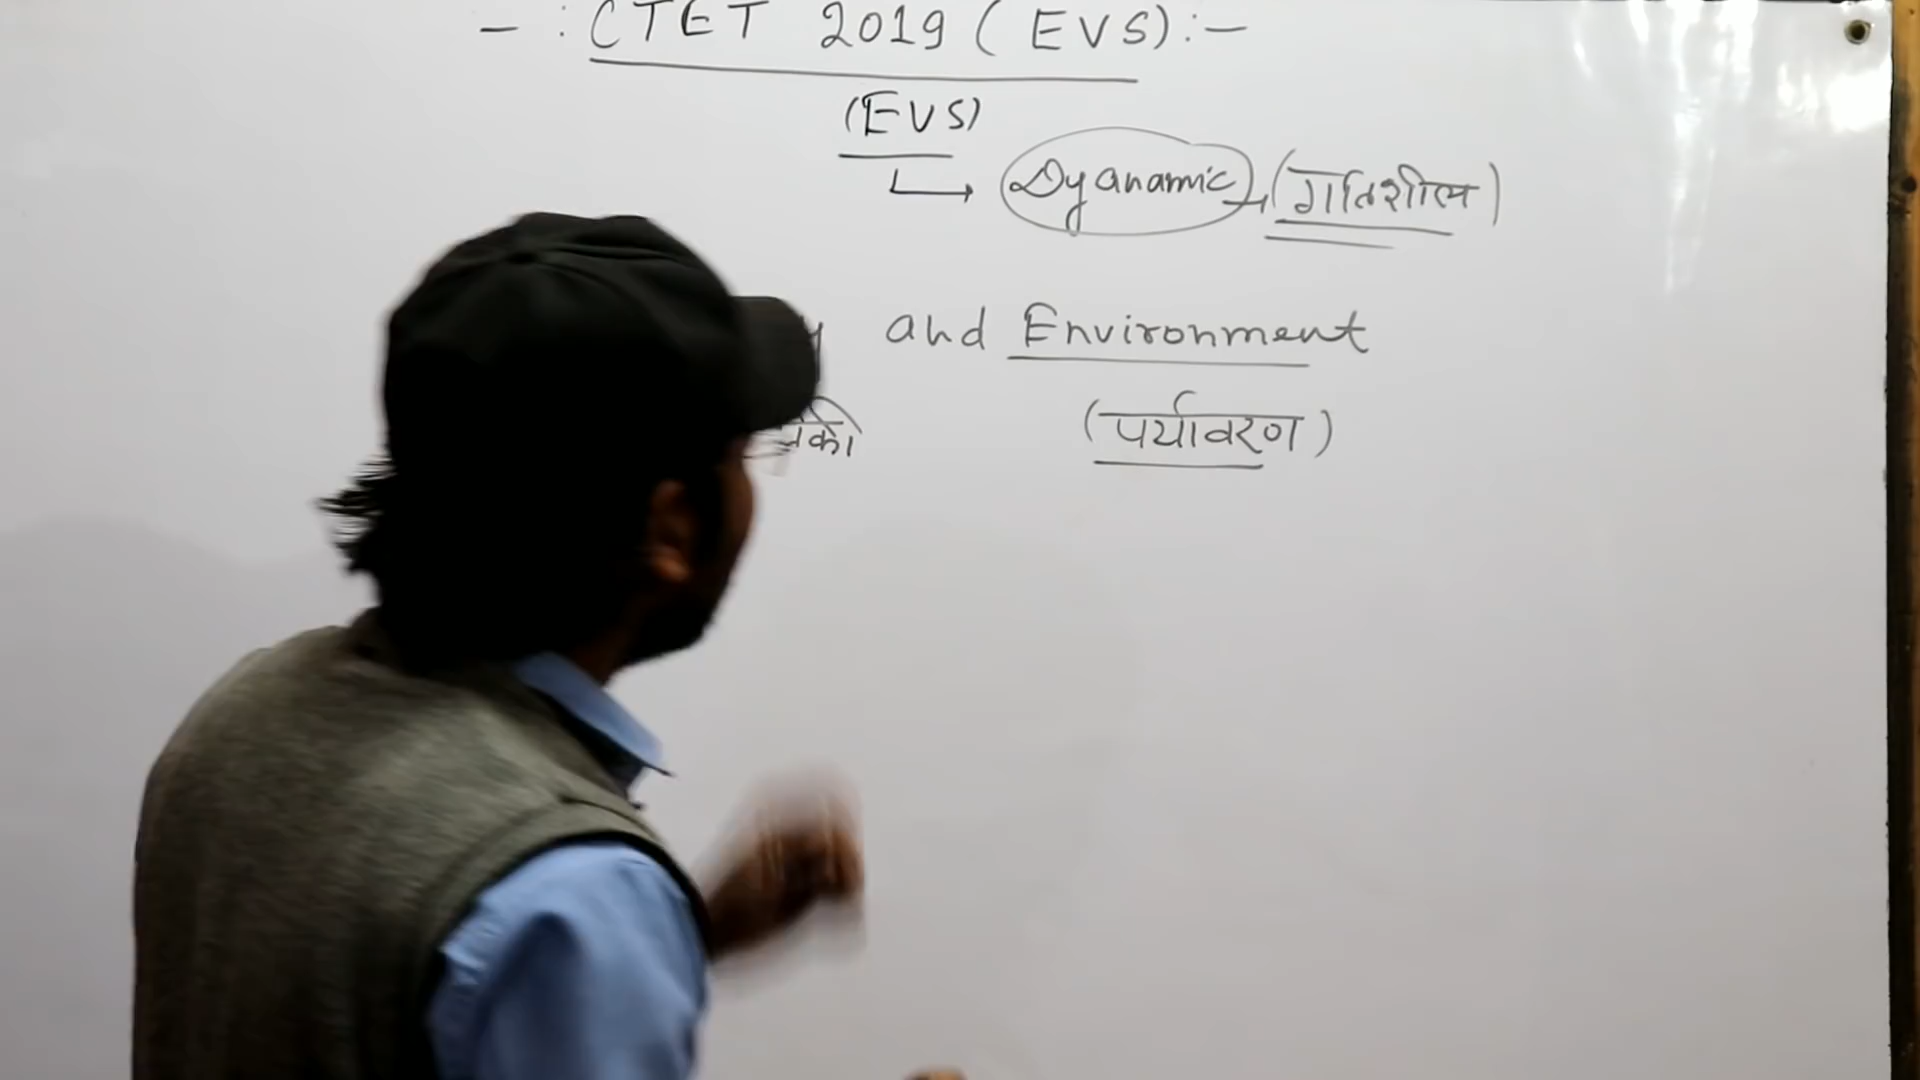 - : CTET 2019 ( EVS) :-
(EVS)
Dyanamic → (गतिशील)
and Environment
(पर्यावरण)